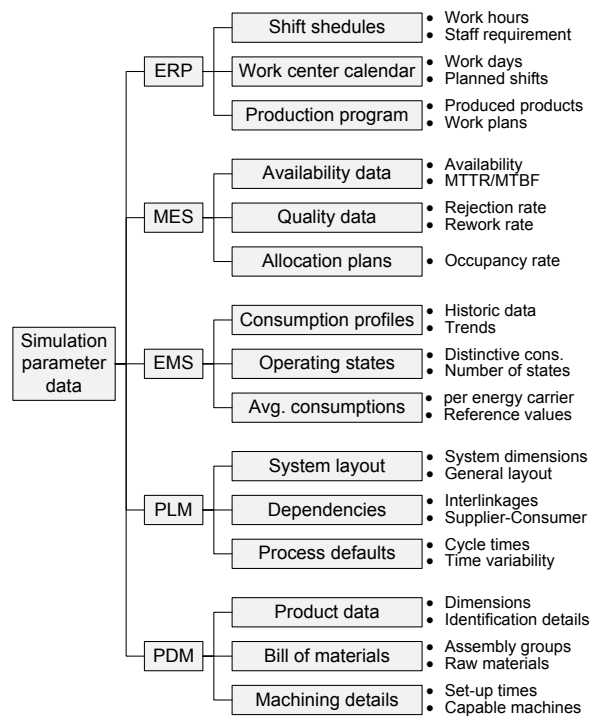 Simulation
parameter
data
ERP
Shift shedules
• Work hours
• Staff requirement
Work center calendar
• Work days
• Planned shifts
Production program
• Produced products
• Work plans
MES
Availability data
• Availability
• MTTR/MTBF
Quality data
• Rejection rate
• Rework rate
Allocation plans
• Occupancy rate
EMS
Consumption profiles
• Historic data
• Trends
Operating states
• Distinctive cons.
• Number of states
Avg. consumptions
• per energy carrier
• Reference values
PLM
System layout
• System dimensions
• General layout
Dependencies
• Interlinkages
• Supplier-Consumer
Process defaults
• Cycle times
• Time variability
PDM
Product data
• Dimensions
• Identification details
Bill of materials
• Assembly groups
• Raw materials
Machining details
• Set-up times
• Capable machines